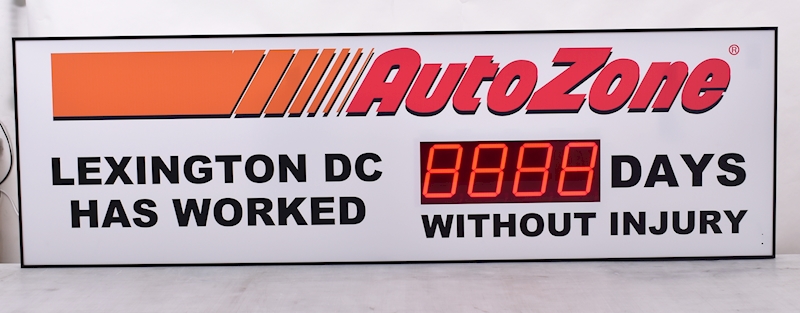 AutoZone®
LEXINGTON DC
HAS WORKED
8888 DAYS
WITHOUT INJURY